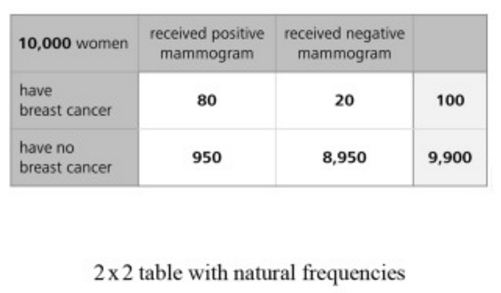 10,000 women
received positive mammogram
received negative mammogram
have
breast cancer
80
20
100
have no
breast cancer
950
8,950
9,900
2 x 2 table with natural frequencies